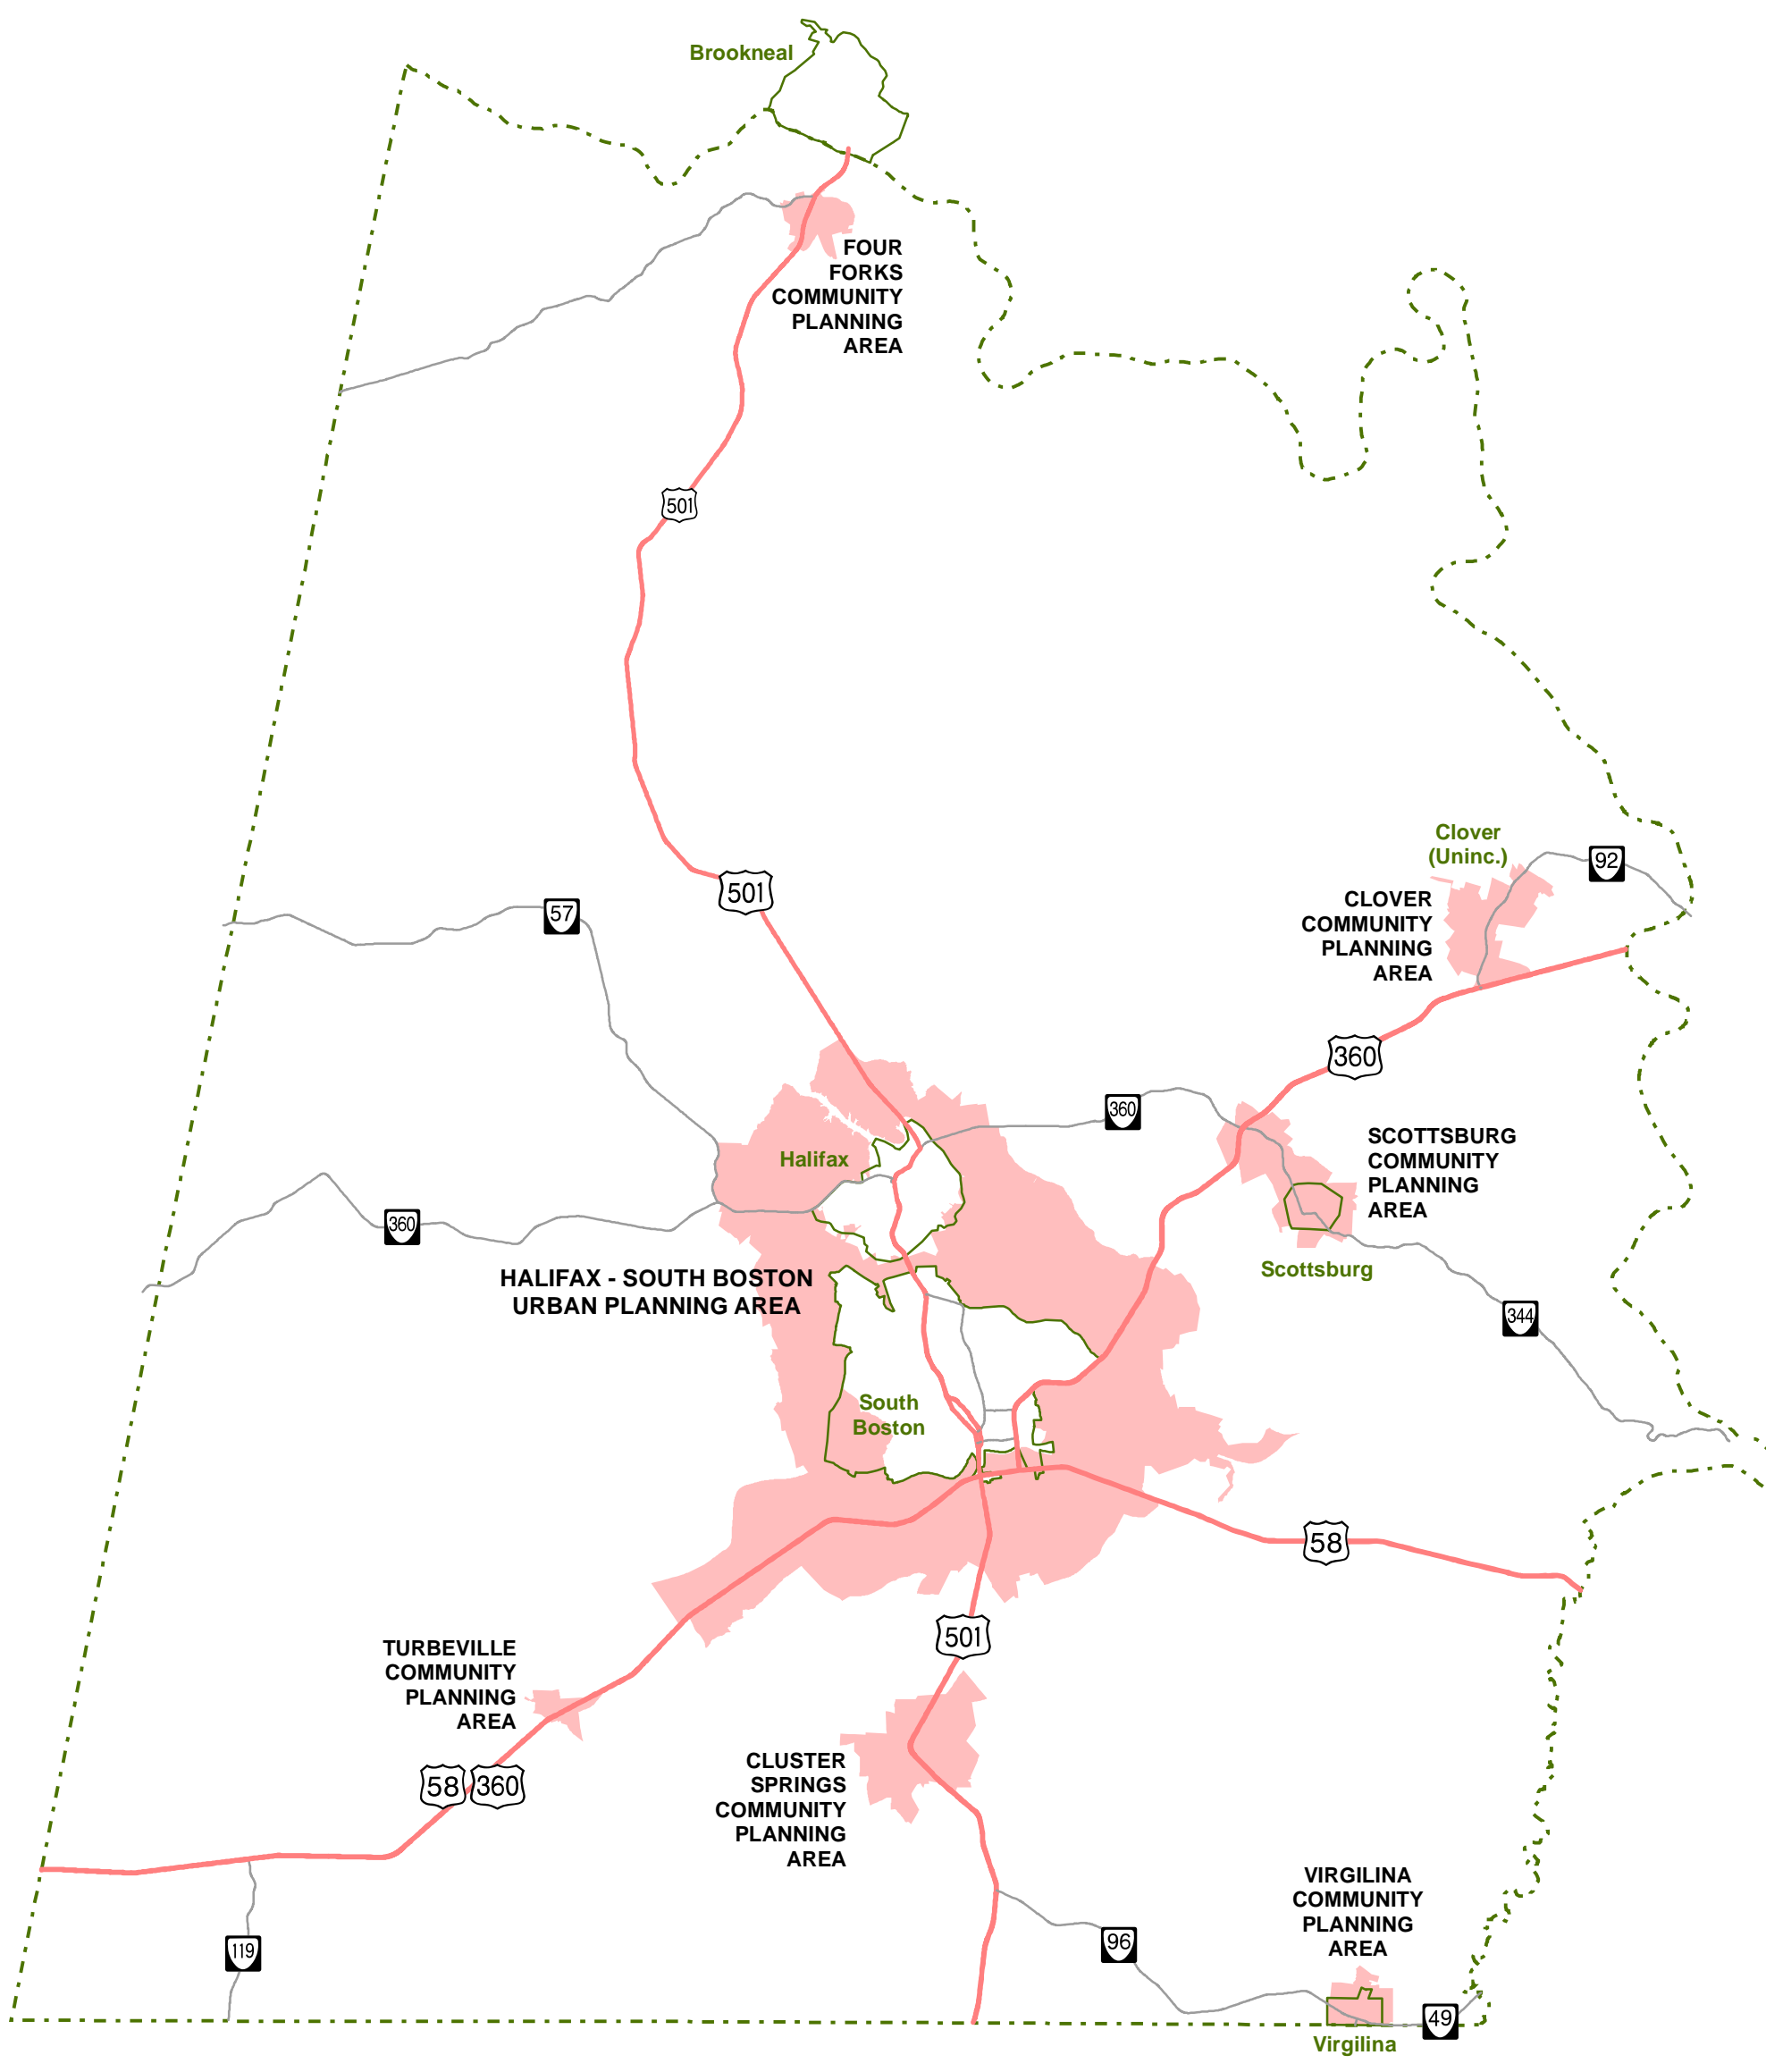 Brookneal
FOUR
FORKS
COMMUNITY
PLANNING
AREA
501
Clover
(Uninc.)
92
501
57
CLOVER
COMMUNITY
PLANNING
AREA
360
360
SCOTTSBURG
COMMUNITY
PLANNING
AREA
Halifax
360
Scottsburg
HALIFAX - SOUTH BOSTON
URBAN PLANNING AREA
344
South
Boston
58
501
TURBEVILLE
COMMUNITY
PLANNING
AREA
58
360
CLUSTER
SPRINGS
COMMUNITY
PLANNING
AREA
VIRGILINA
COMMUNITY
PLANNING
AREA
119
96
49
Virgilina